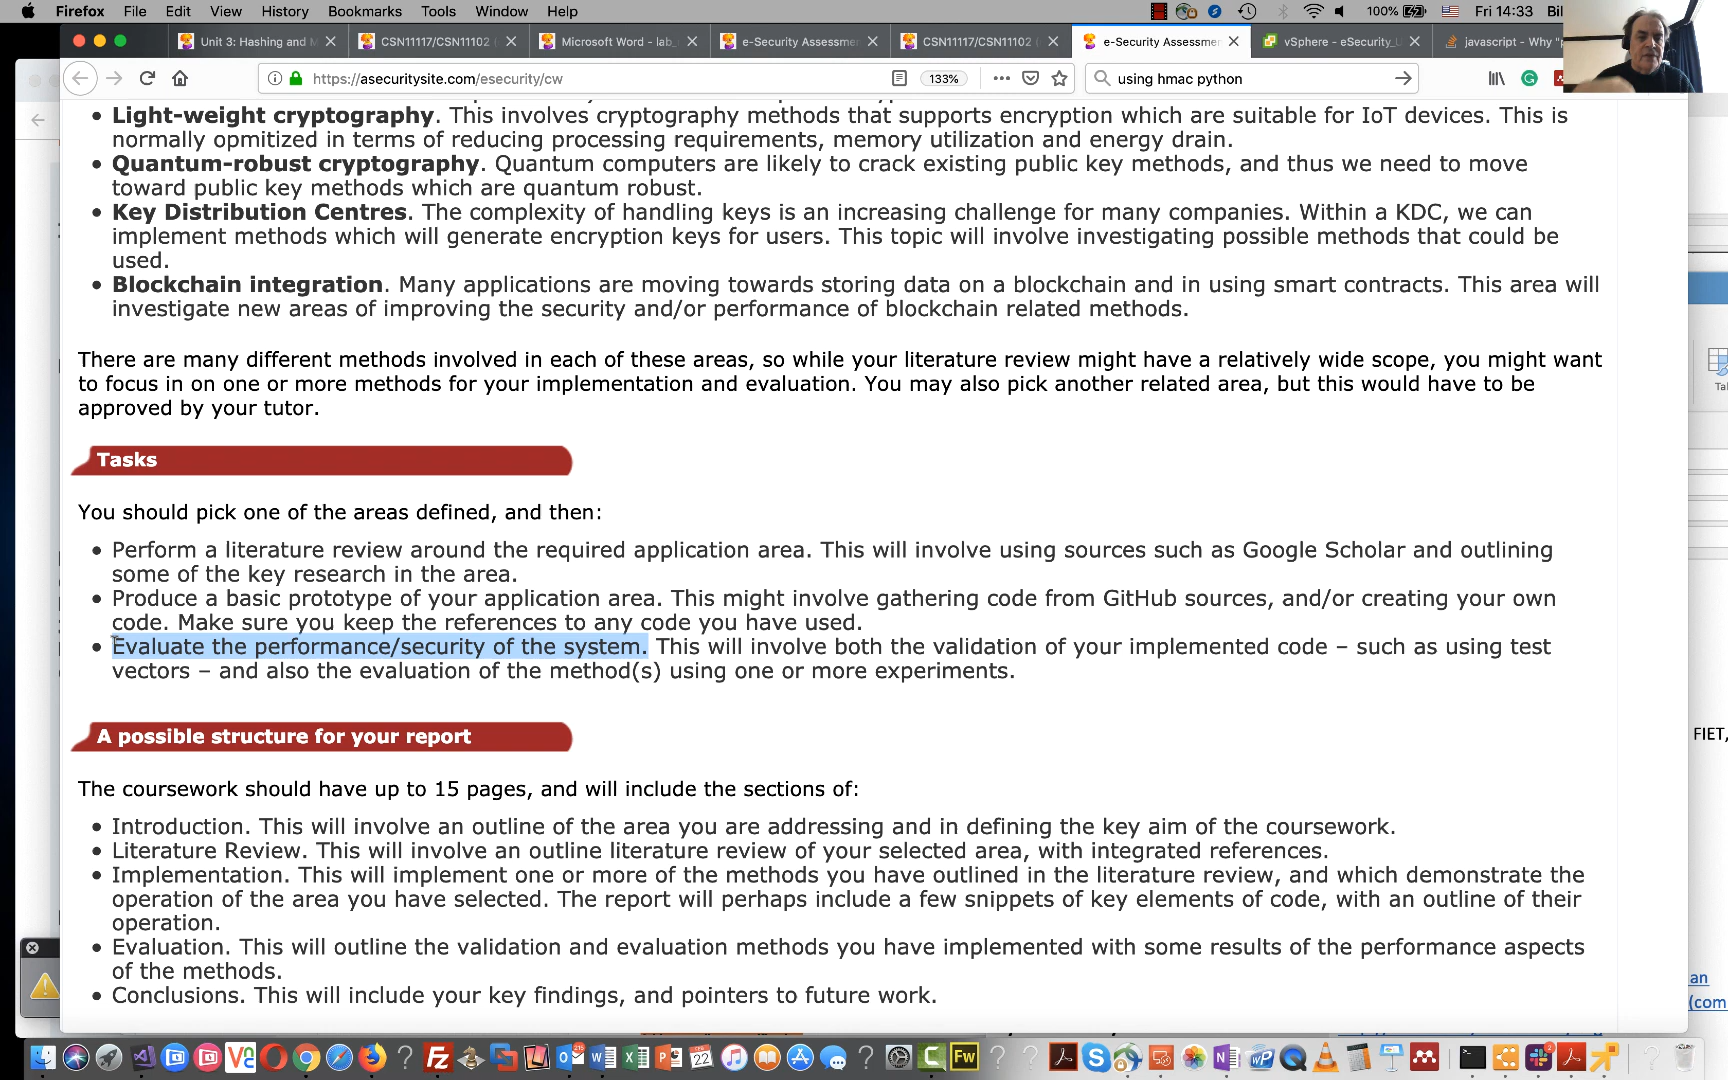 Firefox File Edit View History Bookmarks Tools Window Help 100% Fri 14:33
Unit 3: Hashing and CSN11117/CSN11102 Microsoft Word - lab_ e-Security Assessmen CSN11117/CSN11102 e-Security Assessmen vSphere - eSecurity_L javascript - Why "
https://asecuritysite.com/esecurity/cw 133% using hmac python
• Light-weight cryptography. This involves cryptography methods that supports encryption which are suitable for IoT devices. This is
normally opmitized in terms of reducing processing requirements, memory utilization and energy drain.
• Quantum-robust cryptography. Quantum computers are likely to crack existing public key methods, and thus we need to move
toward public key methods which are quantum robust.
• Key Distribution Centres. The complexity of handling keys is an increasing challenge for many companies. Within a KDC, we can
implement methods which will generate encryption keys for users. This topic will involve investigating possible methods that could be
used.
• Blockchain integration. Many applications are moving towards storing data on a blockchain and in using smart contracts. This area will
investigate new areas of improving the security and/or performance of blockchain related methods.
There are many different methods involved in each of these areas, so while your literature review might have a relatively wide scope, you might want
to focus in on one or more methods for your implementation and evaluation. You may also pick another related area, but this would have to be
approved by your tutor.
Tasks
You should pick one of the areas defined, and then:
• Perform a literature review around the required application area. This will involve using sources such as Google Scholar and outlining
some of the key research in the area.
• Produce a basic prototype of your application area. This might involve gathering code from GitHub sources, and/or creating your own
code. Make sure you keep the references to any code you have used.
• Evaluate the performance/security of the system. This will involve both the validation of your implemented code – such as using test
vectors – and also the evaluation of the method(s) using one or more experiments.
A possible structure for your report
FIET,
The coursework should have up to 15 pages, and will include the sections of:
• Introduction. This will involve an outline of the area you are addressing and in defining the key aim of the coursework.
• Literature Review. This will involve an outline literature review of your selected area, with integrated references.
• Implementation. This will implement one or more of the methods you have outlined in the literature review, and which demonstrate the
operation of the area you have selected. The report will perhaps include a few snippets of key elements of code, with an outline of their
operation.
• Evaluation. This will outline the validation and evaluation methods you have implemented with some results of the performance aspects
of the methods.
• Conclusions. This will include your key findings, and pointers to future work.
an
(com